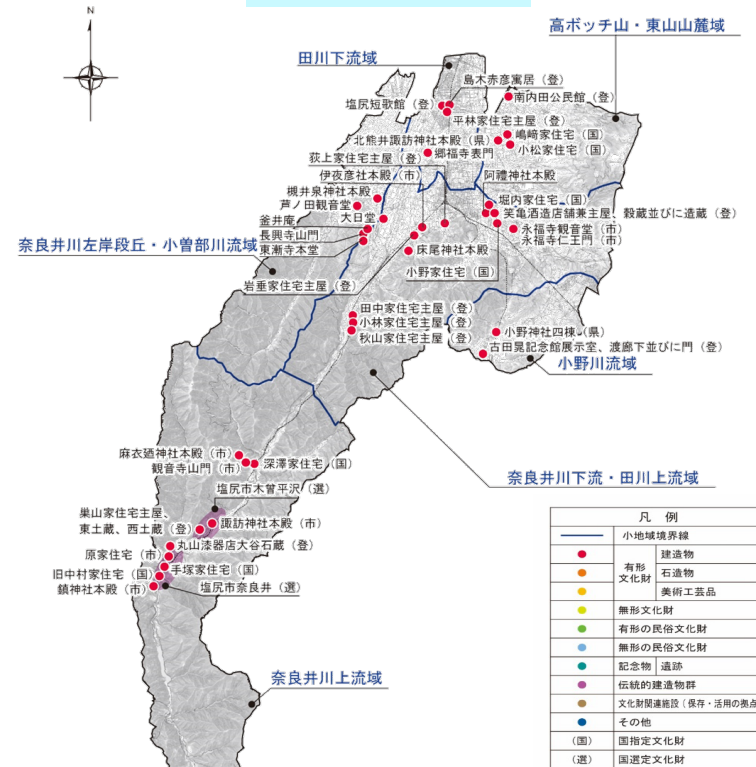 N
高ボッチ山・東山山麓域
田川下流域
島木赤彦寓居（登）
塩尻短歌館（登）
南内田公民館（登）
平林家住宅主屋（登）
嶋﨑家住宅（国）
北熊井諏訪神社本殿（県）
小松家住宅（国）
郷福寺表門
荻上家住宅主屋（登）
伊夜彦社本殿（市）
阿禮神社本殿
槻井泉神社本殿
堀内家住宅（国）
芦ノ田観音堂
笑亀酒造店舗兼主屋、穀蔵並びに造蔵（登）
釜井庵
大日堂
永福寺観音堂（市）
長興寺山門
永福寺仁王門（市）
奈良井川左岸段丘・小曽部川流域
東漸寺本堂
床尾神社本殿
小野家住宅（国）
岩垂家住宅主屋（登）
田中家住宅主屋（登）
小林家住宅主屋（登）
小野神社四棟（県）
秋山家住宅主屋（登）
古田晁記念館展示室、渡廊下並びに門（登）
小野川流域
麻衣廼神社本殿（市）
観音寺山門（市）
深澤家住宅（国）
奈良井川下流・田川上流域
塩尻市木曽平沢（選）
巣山家住宅主屋、
東土蔵、西土蔵（登）
諏訪神社本殿（市）
丸山漆器店大谷石蔵（登）
原家住宅（市）
手塚家住宅（国）
旧中村家住宅（国）
鎮神社本殿（市）
塩尻市奈良井（選）
奈良井川上流域
凡 例
小地域境界線
有形文化財 建造物
石造物
美術工芸品
無形文化財
有形の民俗文化財
無形の民俗文化財
記念物 遺跡
伝統的建造物群
文化財関連施設（保存・活用の拠点
その他
（国） 国指定文化財
（選） 国選定文化財